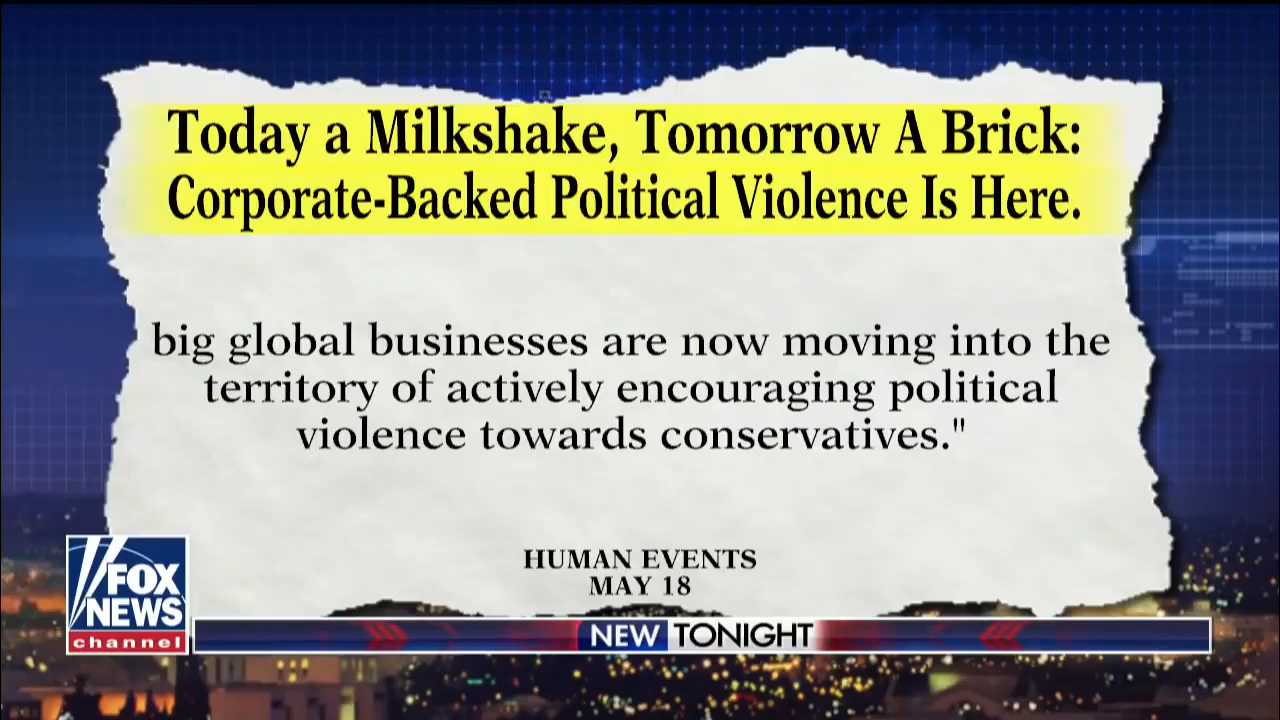 Today a Milkshake, Tomorrow A Brick:
Corporate-Backed Political Violence Is Here.
big global businesses are now moving into the
territory of actively encouraging political
violence towards conservatives."
HUMAN EVENTS
MAY 18
FOX
NEWS
channel
NEW TONIGHT